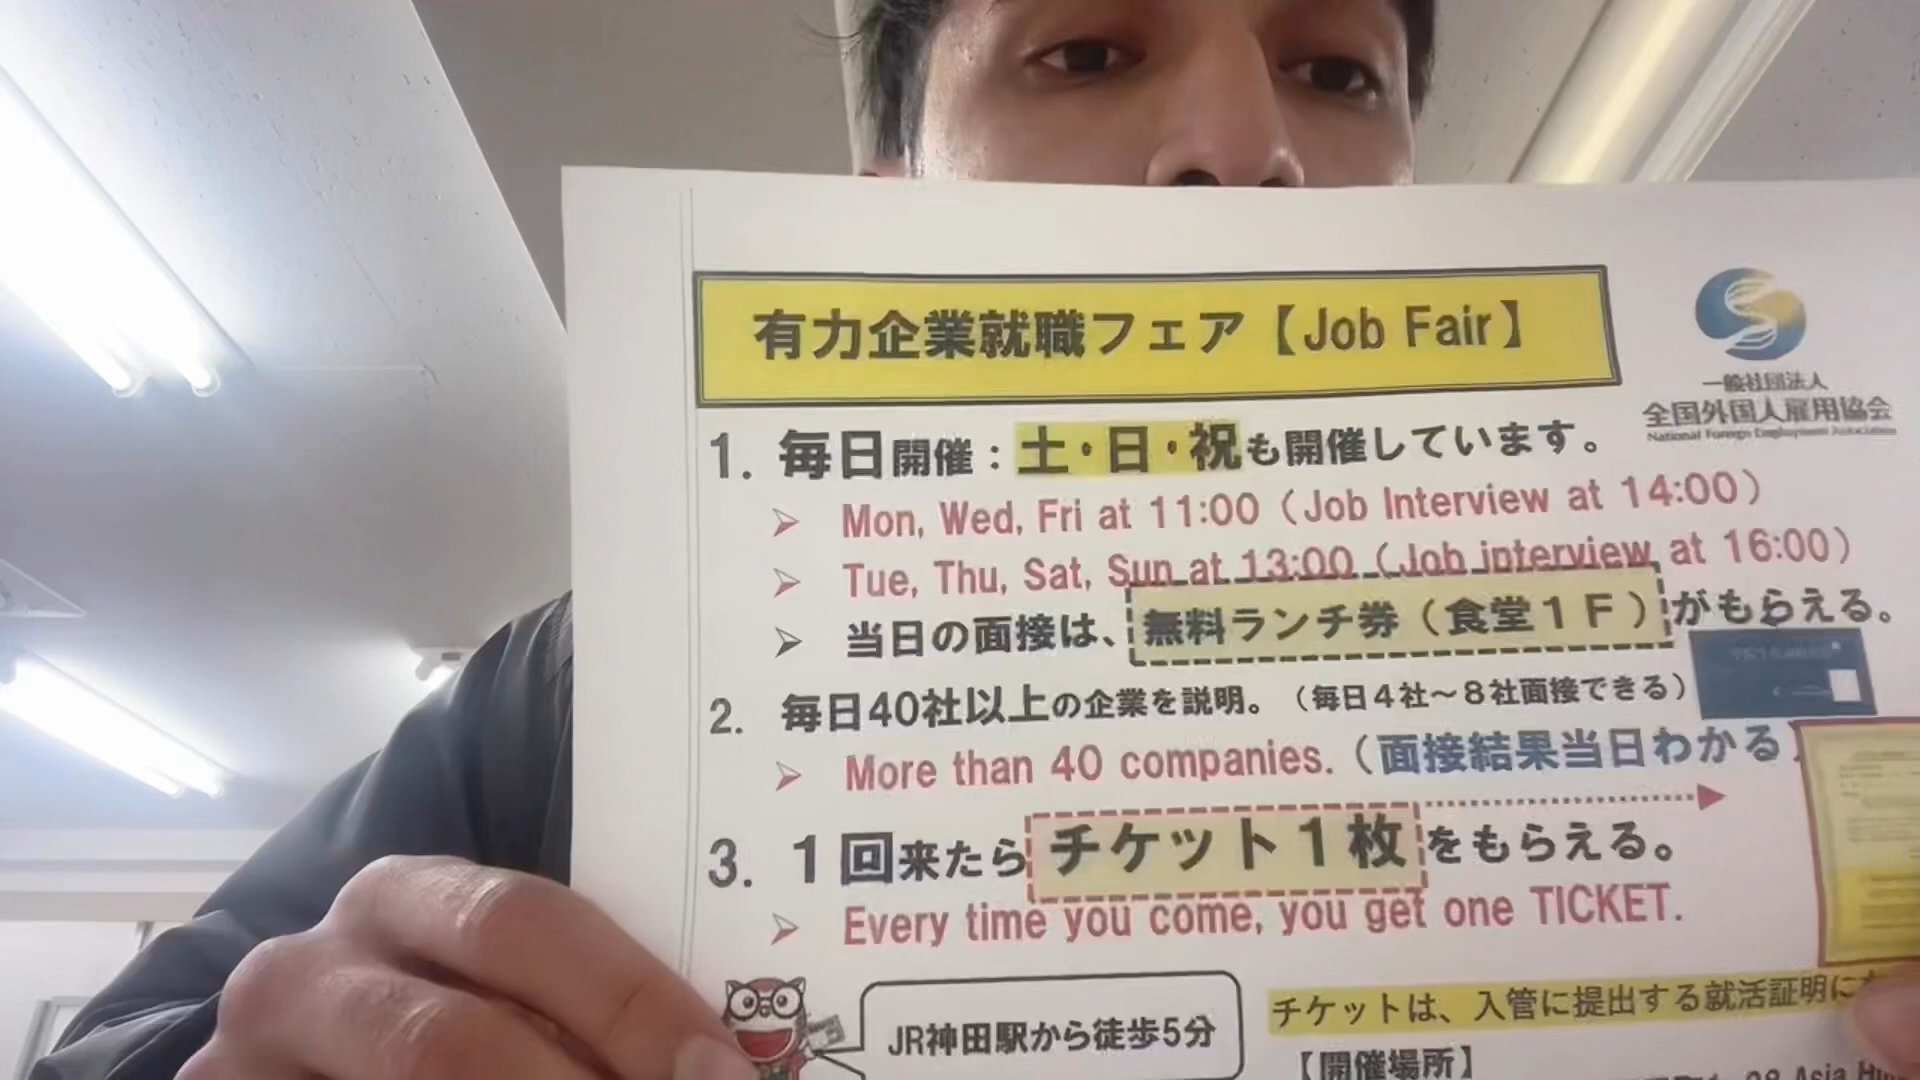 有力企業就職フェア【Job Fair】
一般社団法人
全国外国人雇用協会
National Foreign Employment Association
1. 毎日開催：土・日・祝も開催しています。
➢ Mon, Wed, Fri at 11:00（Job Interview at 14:00）
➢ Tue, Thu, Sat, Sun at 13:00（Job interview at 16:00）
➢ 当日の面接は、無料ランチ券（食堂１Ｆ）がもらえる。
2. 毎日40社以上の企業を説明。（毎日４社～８社面接できる）
➢ More than 40 companies.（面接結果当日わかる）
3. １回来たらチケット１枚をもらえる。
➢ Every time you come, you get one TICKET.
JR神田駅から徒歩5分
チケットは、入管に提出する就活証明に
【開催場所】
Asia